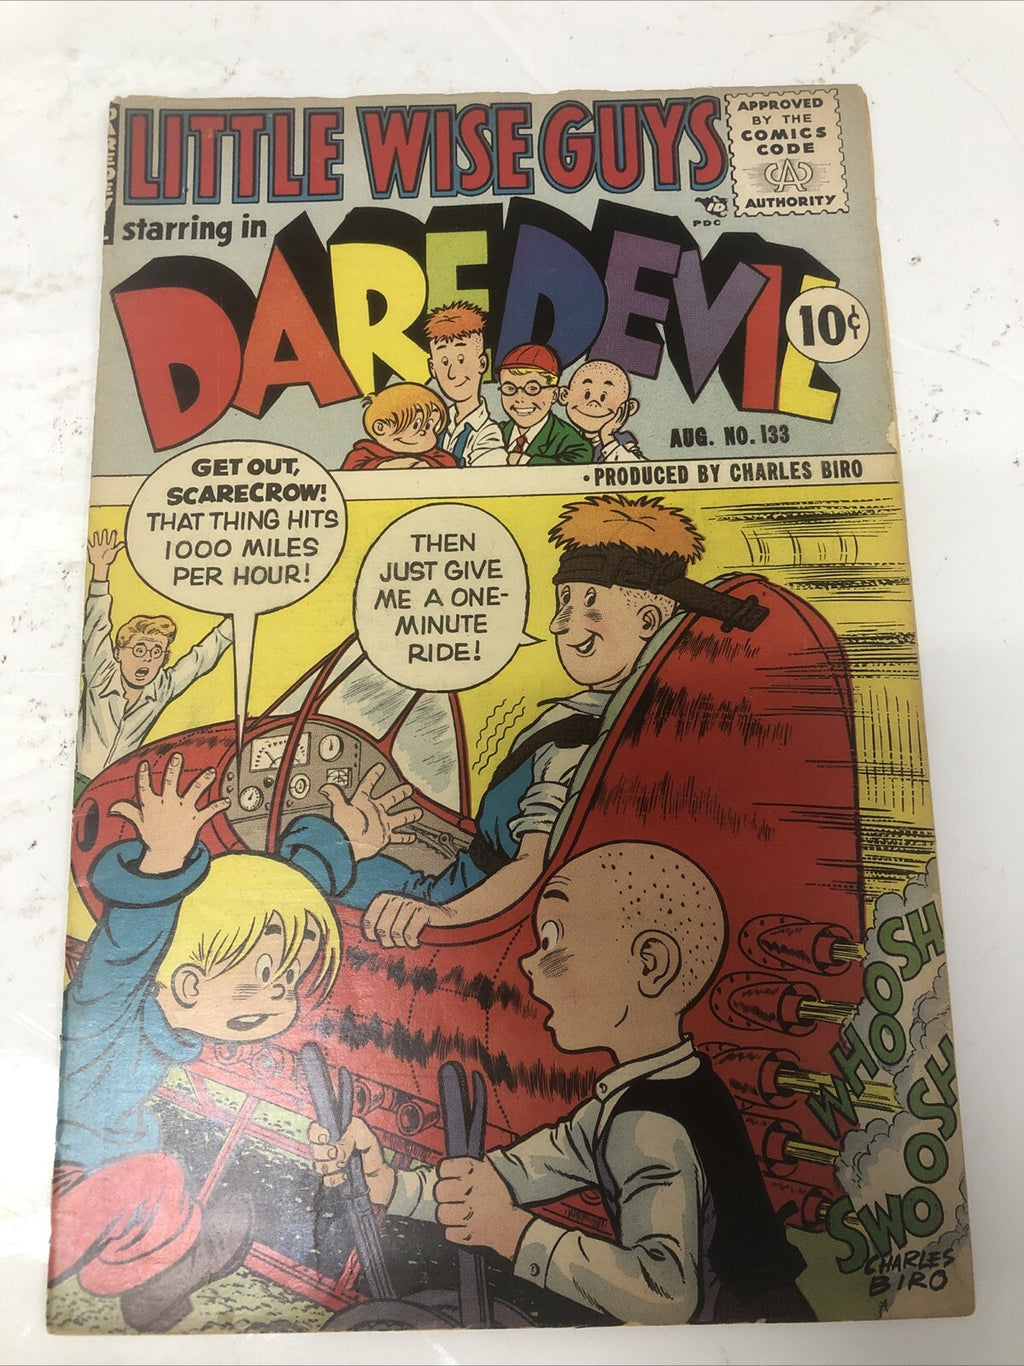 LITTLE WISE GUYS
APPROVED
BY THE
COMICS
CODE
CA
AUTHORITY
starring in
PDC
DAREDEVIL
10¢
AUG. NO. 133
•PRODUCED BY CHARLES BIRO
GET OUT,
SCARECROW!
THAT THING HITS
1000 MILES
PER HOUR!
THEN
JUST GIVE
ME A ONE-
MINUTE
RIDE!
WHOOSH
SWOOSH
CHARLES
BIRO